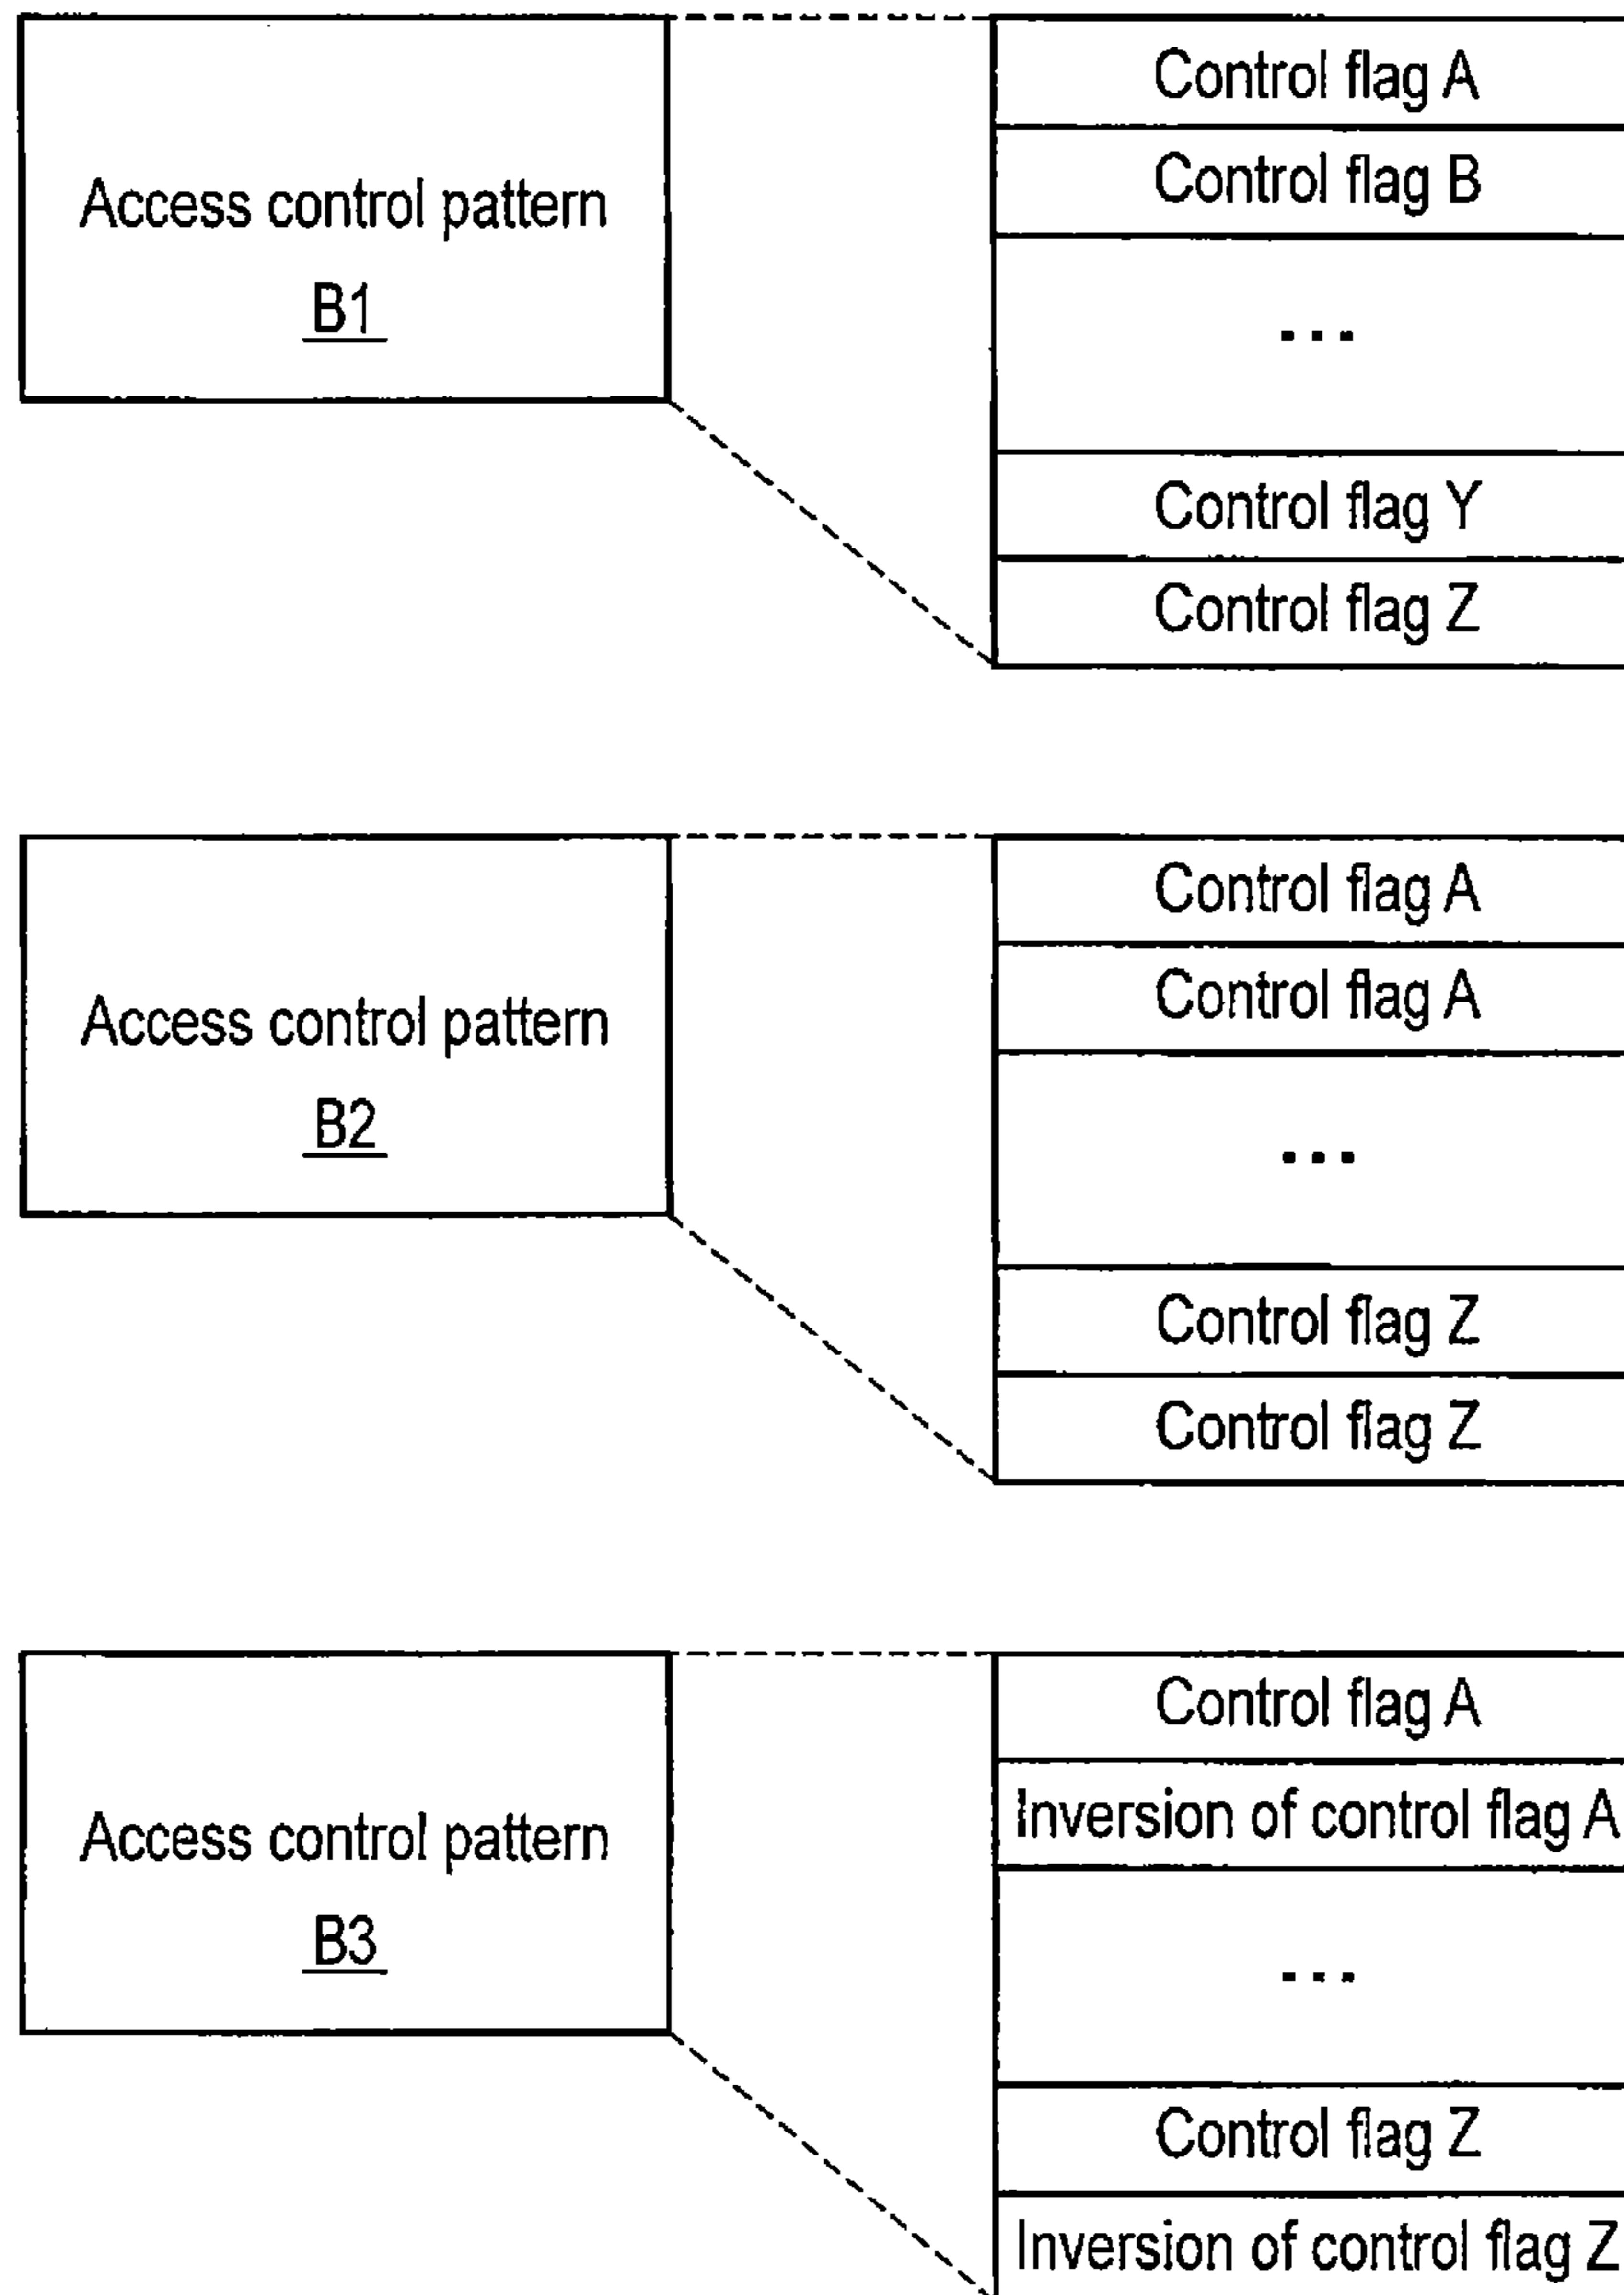 Access control pattern
B1
Control flag A
Control flag B
...
Control flag Y
Control flag Z
Access control pattern
B2
Control flag A
Control flag A
...
Control flag Z
Control flag Z
Access control pattern
B3
Control flag A
Inversion of control flag A
...
Control flag Z
Inversion of control flag Z